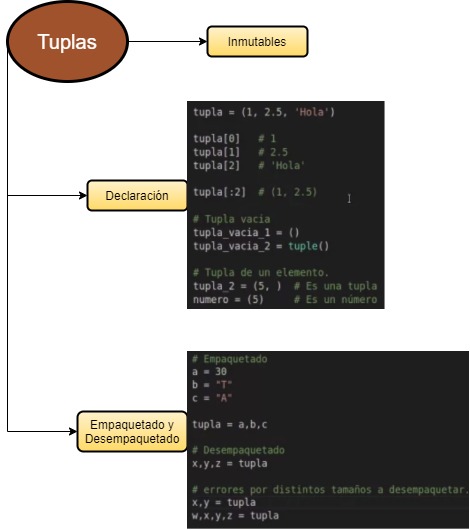 Tuplas
Inmutables
Declaración
tupla = (1, 2.5, 'Hola')
tupla[0]   # 1
tupla[1]   # 2.5
tupla[2]   # 'Hola'
tupla[:2]  # (1, 2.5)
# Tupla vacia
tupla_vacia_1 = ()
tupla_vacia_2 = tuple()
# Tupla de un elemento.
tupla_2 = (5, )  # Es una tupla
numero = (5)     # Es un número
Empaquetado y
Desempaquetado
# Empaquetado
a = 30
b = "T"
c = "A"
tupla = a,b,c
# Desempaquetado
x,y,z = tupla
# errores por distintos tamaños a desempaquetar.
x,y = tupla
w,x,y,z = tupla